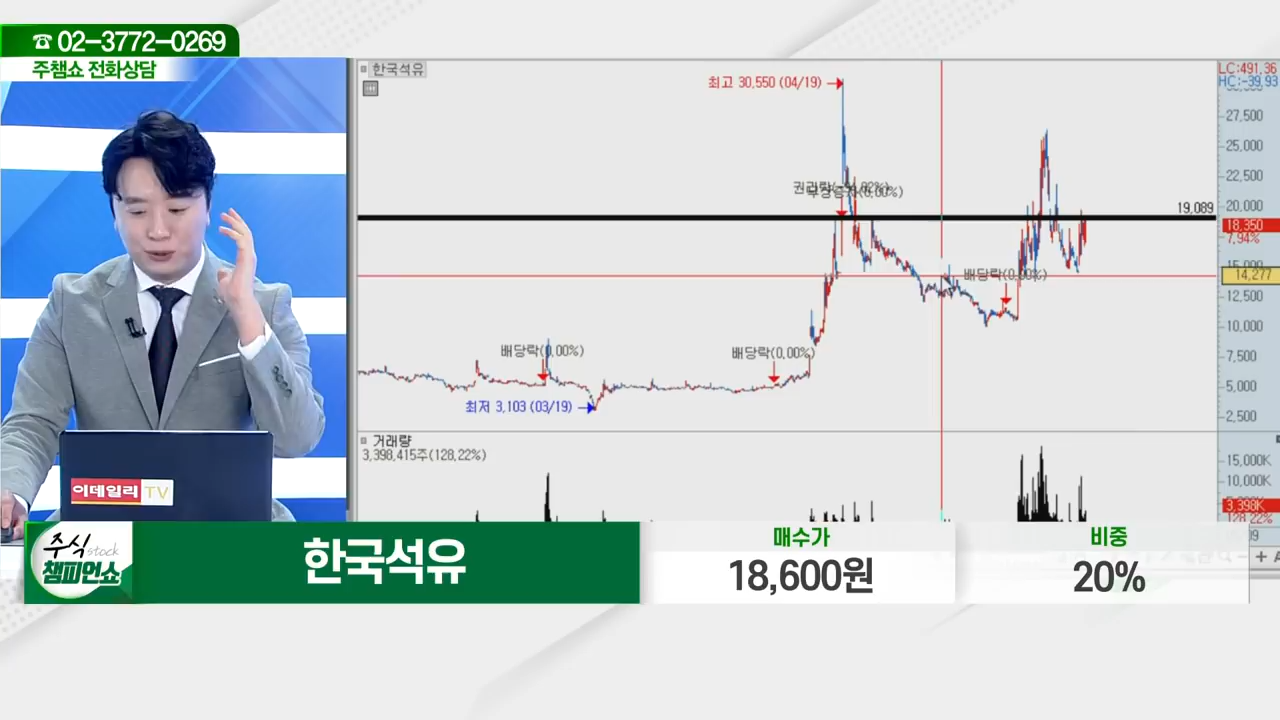 ☎ 02-3772-0269
주챔쇼 전화상담
한국석유
LC:491,36
HC:-39,93
최고 30,550 (04/19)
27,500
25,000
22,500
20,000
19,089
18,350
7,94%
15,000
14,277
12,500
10,000
7,500
5,000
2,500
배당락(0,00%)
배당락(0,00%)
배당락(0,00%)
최저 3,103 (03/19)
거래량
3,398,415주(128,22%)
15,000K
10,000K
3,398K
128,22%
이데일리 TV
주식 stock
챔피언쇼
한국석유
매수가
18,600원
비중
20%